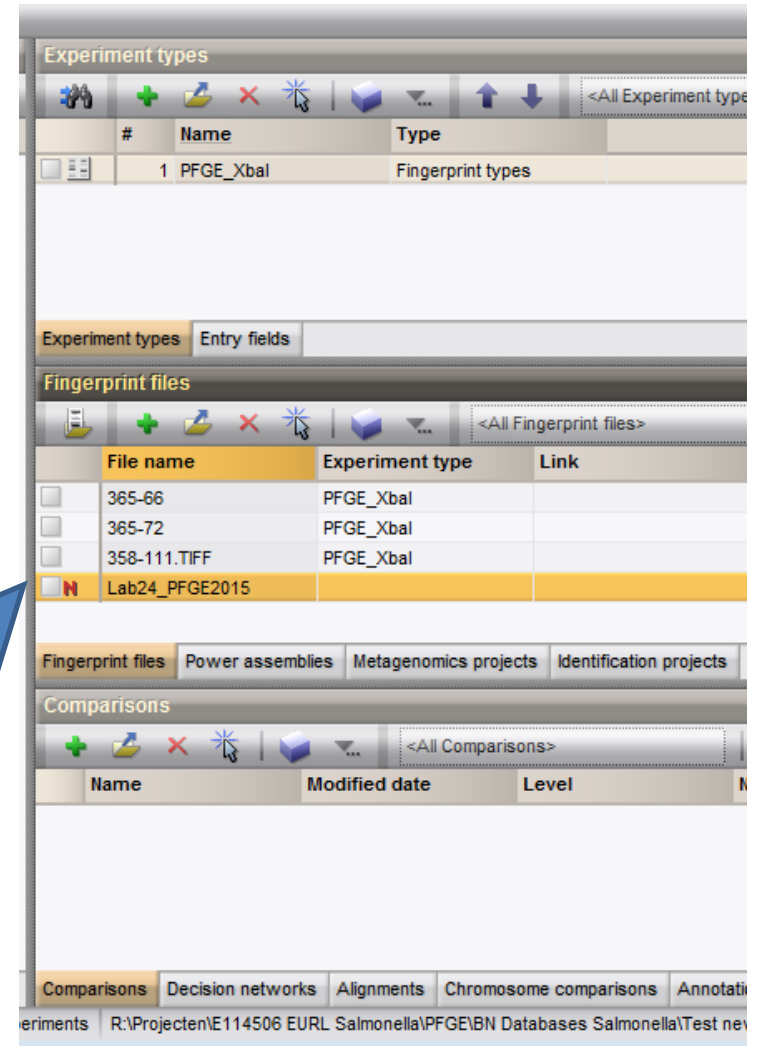 Experiment types
<All Experiment type
# Name Type
1 PFGE_XbaI Fingerprint types
Experiment types Entry fields
Fingerprint files
<All Fingerprint files>
File name Experiment type Link
365-66 PFGE_XbaI
365-72 PFGE_XbaI
358-111.TIFF PFGE_XbaI
N Lab24_PFGE2015
Fingerprint files Power assemblies Metagenomics projects Identification projects
Comparisons
<All Comparisons>
Name Modified date Level
Comparisons Decision networks Alignments Chromosome comparisons Annotati
eriments R:\Projecten\E114506 EURL Salmonella\PFGE\BN Databases Salmonella\Test ne